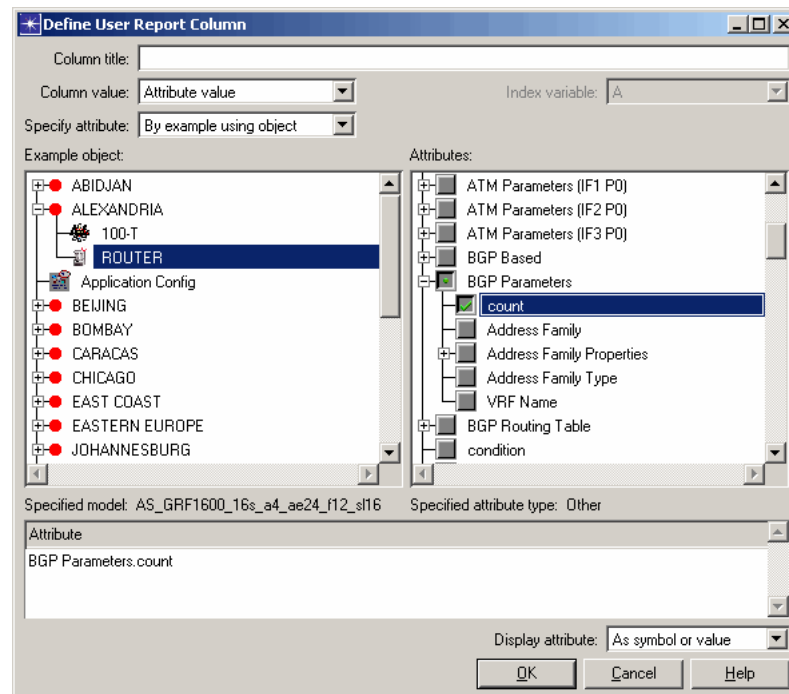 Define User Report Column
Column title:
Column value: Attribute value Index variable: A
Specify attribute: By example using object
Example object: Attributes:
ABIDJAN
ALEXANDRIA
100-T
ROUTER
Application Config
BEIJING
BOMBAY
CARACAS
CHICAGO
EAST COAST
EASTERN EUROPE
JOHANNESBURG
ATM Parameters (IF1 P0)
ATM Parameters (IF2 P0)
ATM Parameters (IF3 P0)
BGP Based
BGP Parameters
count
Address Family
Address Family Properties
Address Family Type
VRF Name
BGP Routing Table
condition
Specified model: AS_GRF1600_16s_a4_ae24_f12_sl16 Specified attribute type: Other
Attribute
BGP Parameters.count
Display attribute: As symbol or value
OK Cancel Help